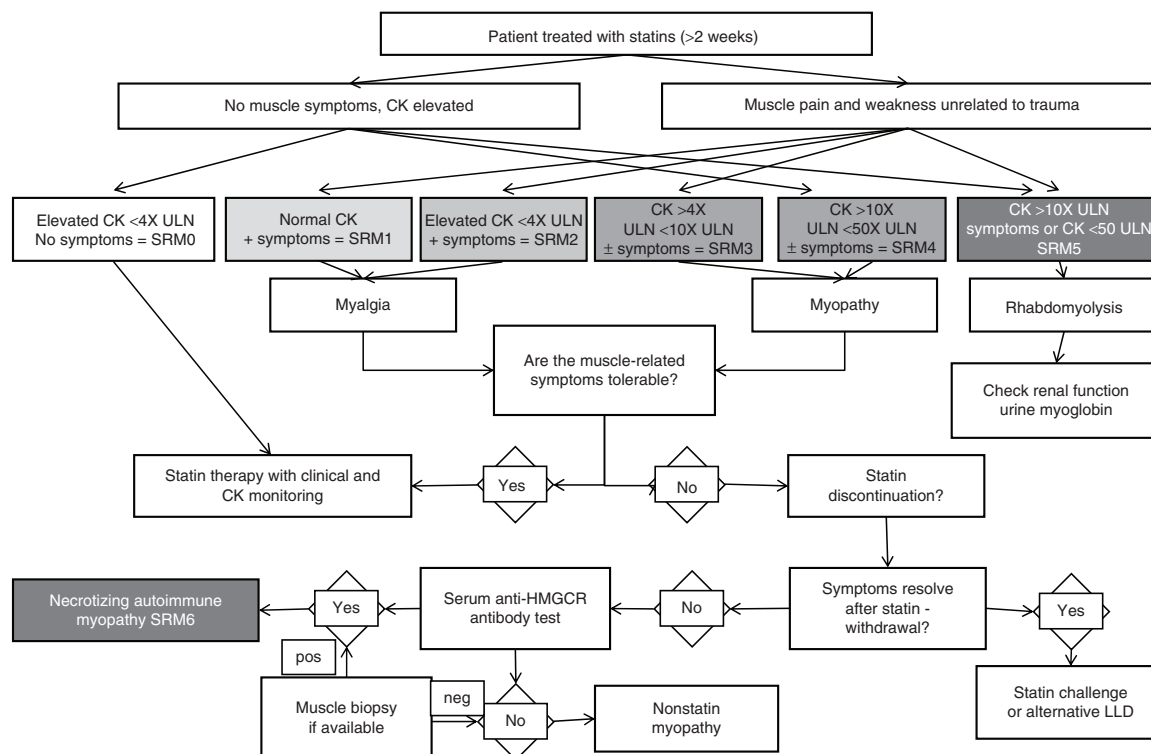 Patient treated with statins (>2 weeks)
No muscle symptoms, CK elevated
Muscle pain and weakness unrelated to trauma
Elevated CK <4X ULN
No symptoms = SRM0
Normal CK
+ symptoms = SRM1
Elevated CK <4X ULN
+ symptoms = SRM2
CK >4X
ULN <10X ULN
± symptoms = SRM3
CK >10X
ULN <50X ULN
± symptoms = SRM4
CK >10X ULN
symptoms or CK <50 ULN
SRM5
Myalgia
Myopathy
Rhabdomyolysis
Are the muscle-related
symptoms tolerable?
Check renal function
urine myoglobin
Statin therapy with clinical and
CK monitoring
Yes
No
Statin
discontinuation?
Necrotizing autoimmune
myopathy SRM6
Yes
Serum anti-HMGCR
antibody test
No
Symptoms resolve
after statin -
withdrawal?
Yes
pos
neg
Muscle biopsy
if available
No
Nonstatin
myopathy
Statin challenge
or alternative LLD